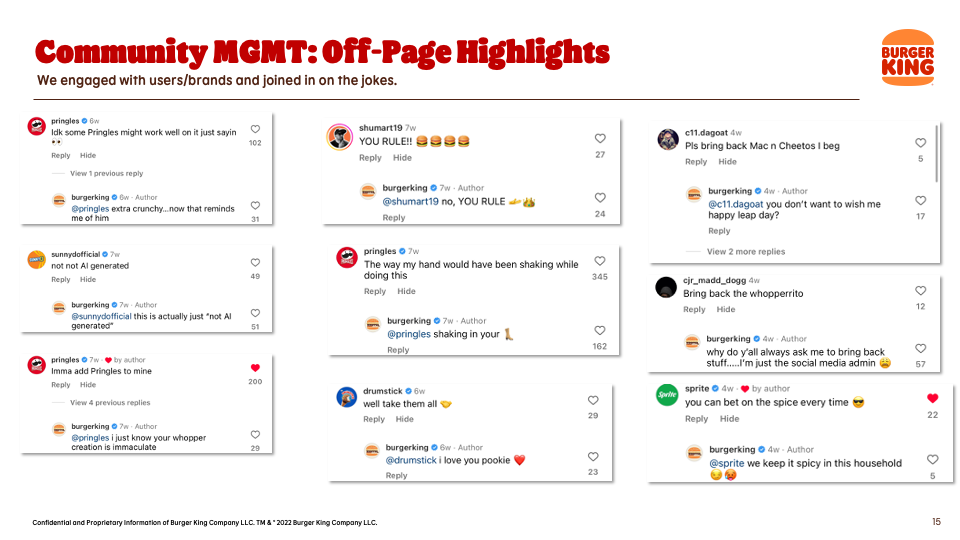 Community MGMT: Off-Page Highlights
We engaged with users/brands and joined in on the jokes.
BURGER
KING
pringles 6w
Idk some Pringles might work well on it just sayin
👀
102
Reply Hide
View 1 previous reply
burgerking 6w · Author
@pringles extra crunchy...now that reminds
me of him
31
sunnydofficial 7w
not not AI generated
49
Reply Hide
burgerking 7w · Author
@sunnydofficial this is actually just "not AI
generated"
51
pringles 7w · ❤️ by author
Imma add Pringles to mine
200
Reply Hide
View 4 previous replies
burgerking 7w · Author
@pringles i just know your whopper
creation is immaculate
29
shumart19 7w
YOU RULE!! 🍔🍔🍔🍔
27
Reply Hide
burgerking 7w · Author
@shumart19 no, YOU RULE 🫴👑
24
Reply
pringles 7w
The way my hand would have been shaking while
doing this
345
Reply Hide
burgerking 7w · Author
@pringles shaking in your 👢
162
Reply
drumstick 6w
well take them all 🤝
29
Reply Hide
burgerking 6w · Author
@drumstick i love you pookie ❤️
23
Reply
c11.dagoat 4w
Pls bring back Mac n Cheetos I beg
5
Reply Hide
burgerking 4w · Author
@c11.dagoat you don't want to wish me
happy leap day?
17
Reply
View 2 more replies
cjr_madd_dogg 4w
Bring back the whopperrito
12
Reply Hide
burgerking 4w · Author
why do y'all always ask me to bring back
stuff.....I'm just the social media admin 😩
57
Sprite
sprite 4w · ❤️ by author
you can bet on the spice every time 😎
22
Reply Hide
burgerking 4w · Author
@sprite we keep it spicy in this household
😏🥵
5
Confidential and Proprietary Information of Burger King Company LLC. TM & ® 2022 Burger King Company LLC.
15